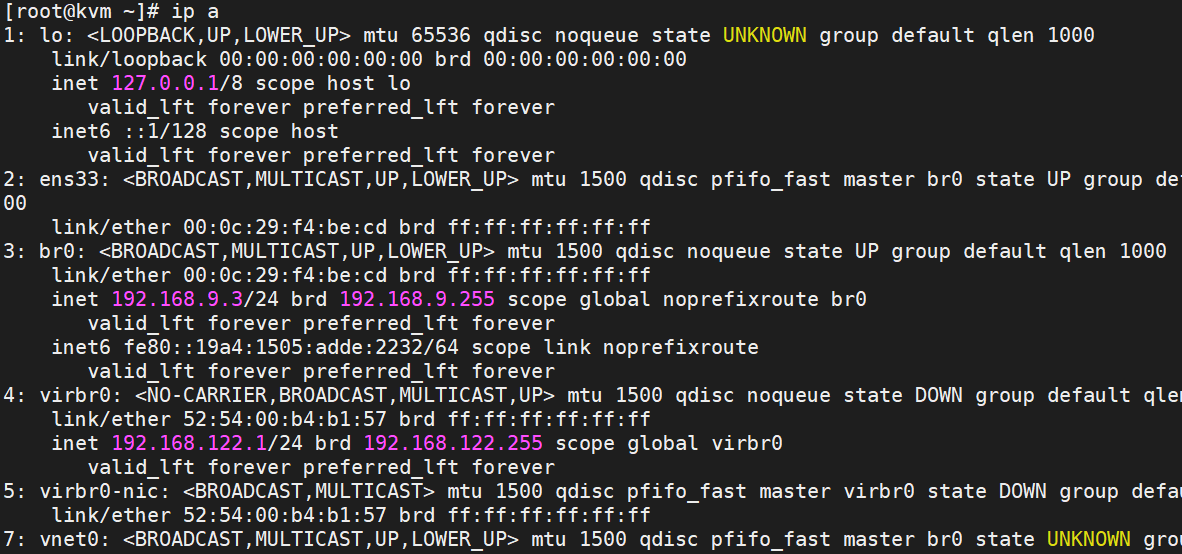 [root@kvm ~]# ip a
1: lo: <LOOPBACK,UP,LOWER_UP> mtu 65536 qdisc noqueue state UNKNOWN group default qlen 1000
    link/loopback 00:00:00:00:00:00 brd 00:00:00:00:00:00
    inet 127.0.0.1/8 scope host lo
       valid_lft forever preferred_lft forever
    inet6 ::1/128 scope host
       valid_lft forever preferred_lft forever
2: ens33: <BROADCAST,MULTICAST,UP,LOWER_UP> mtu 1500 qdisc pfifo_fast master br0 state UP group def
00
    link/ether 00:0c:29:f4:be:cd brd ff:ff:ff:ff:ff:ff
3: br0: <BROADCAST,MULTICAST,UP,LOWER_UP> mtu 1500 qdisc noqueue state UP group default qlen 1000
    link/ether 00:0c:29:f4:be:cd brd ff:ff:ff:ff:ff:ff
    inet 192.168.9.3/24 brd 192.168.9.255 scope global noprefixroute br0
       valid_lft forever preferred_lft forever
    inet6 fe80::19a4:1505:adde:2232/64 scope link noprefixroute
       valid_lft forever preferred_lft forever
4: virbr0: <NO-CARRIER,BROADCAST,MULTICAST,UP> mtu 1500 qdisc noqueue state DOWN group default qlen
    link/ether 52:54:00:b4:b1:57 brd ff:ff:ff:ff:ff:ff
    inet 192.168.122.1/24 brd 192.168.122.255 scope global virbr0
       valid_lft forever preferred_lft forever
5: virbr0-nic: <BROADCAST,MULTICAST> mtu 1500 qdisc pfifo_fast master virbr0 state DOWN group defau
    link/ether 52:54:00:b4:b1:57 brd ff:ff:ff:ff:ff:ff
7: vnet0: <BROADCAST,MULTICAST,UP,LOWER_UP> mtu 1500 qdisc pfifo_fast master br0 state UNKNOWN grou